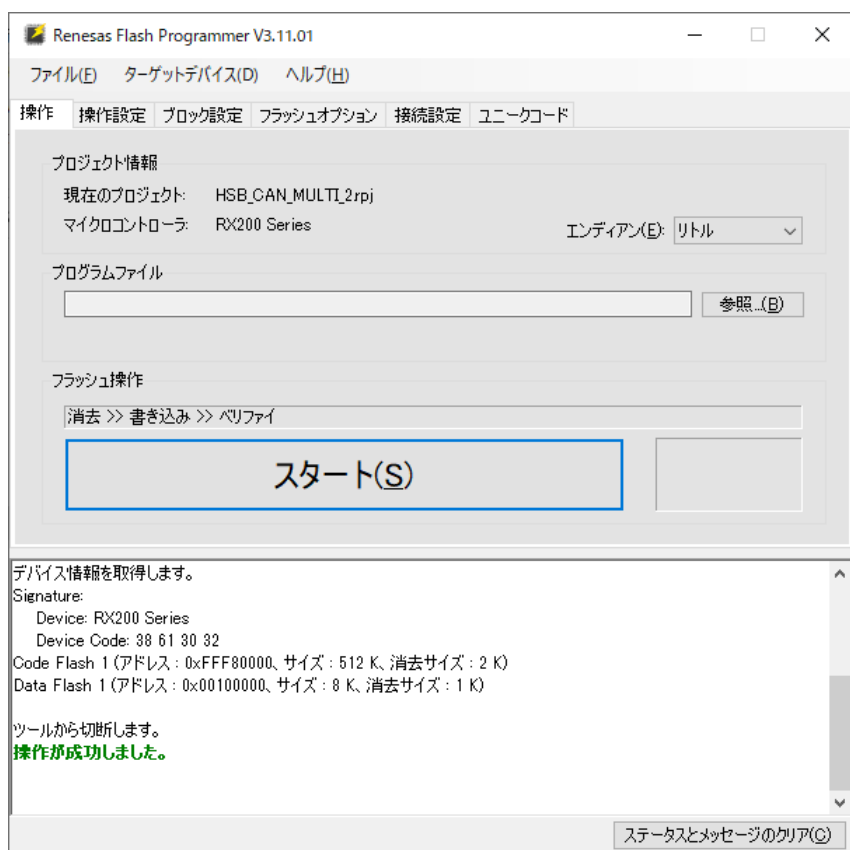 Renesas Flash Programmer V3.11.01
ファイル(F) ターゲットデバイス(D) ヘルプ(H)
操作 操作設定 ブロック設定 フラッシュオプション 接続設定 ユニークコード
プロジェクト情報
現在のプロジェクト: HSB_CAN_MULTI_2.rpj
マイクロコントローラ: RX200 Series
エンディアン(E): リトル
プログラムファイル
参照...(B)
フラッシュ操作
消去 >> 書き込み >> ベリファイ
スタート(S)
デバイス情報を取得します。
Signature:
Device: RX200 Series
Device Code: 38 61 30 32
Code Flash 1 (アドレス : 0xFFF80000、サイズ : 512 K、消去サイズ : 2 K)
Data Flash 1 (アドレス : 0x00100000、サイズ : 8 K、消去サイズ : 1 K)
ツールから切断します。
操作が成功しました。
ステータスとメッセージのクリア(C)